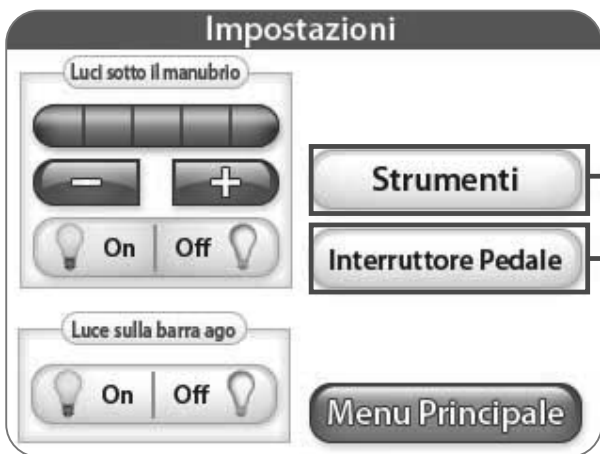 Impostazioni
Luci sotto il manubrio
− +
On | Off
Strumenti
Interruttore Pedale
Luce sulla barra ago
On | Off
Menu Principale